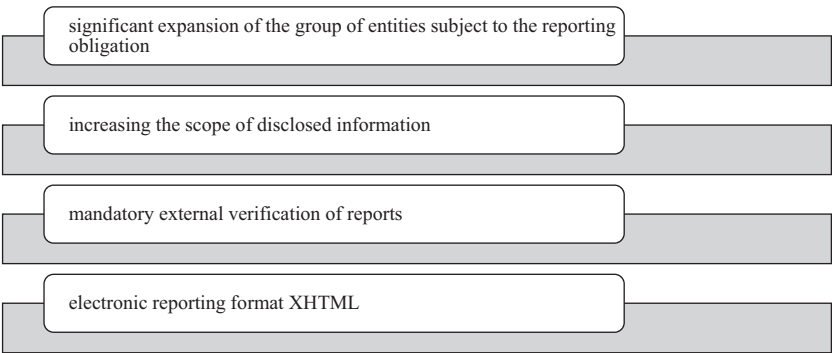 significant expansion of the group of entities subject to the reporting
obligation
increasing the scope of disclosed information
mandatory external verification of reports
electronic reporting format XHTML